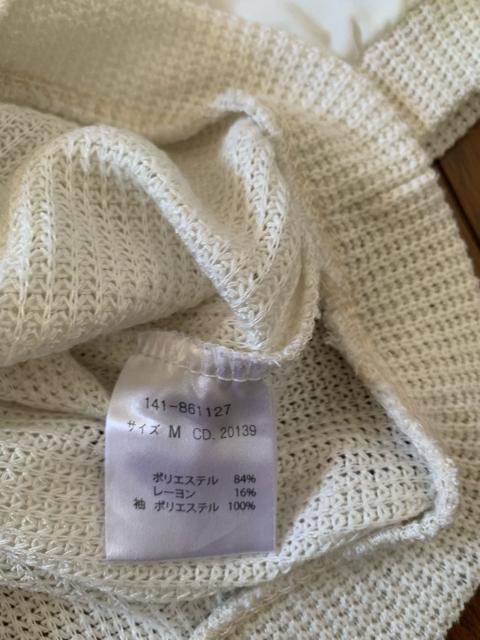 141-861127
サイズ M CD. 20139
ポリエステル 84%
レーヨン 16%
袖 ポリエステル 100%